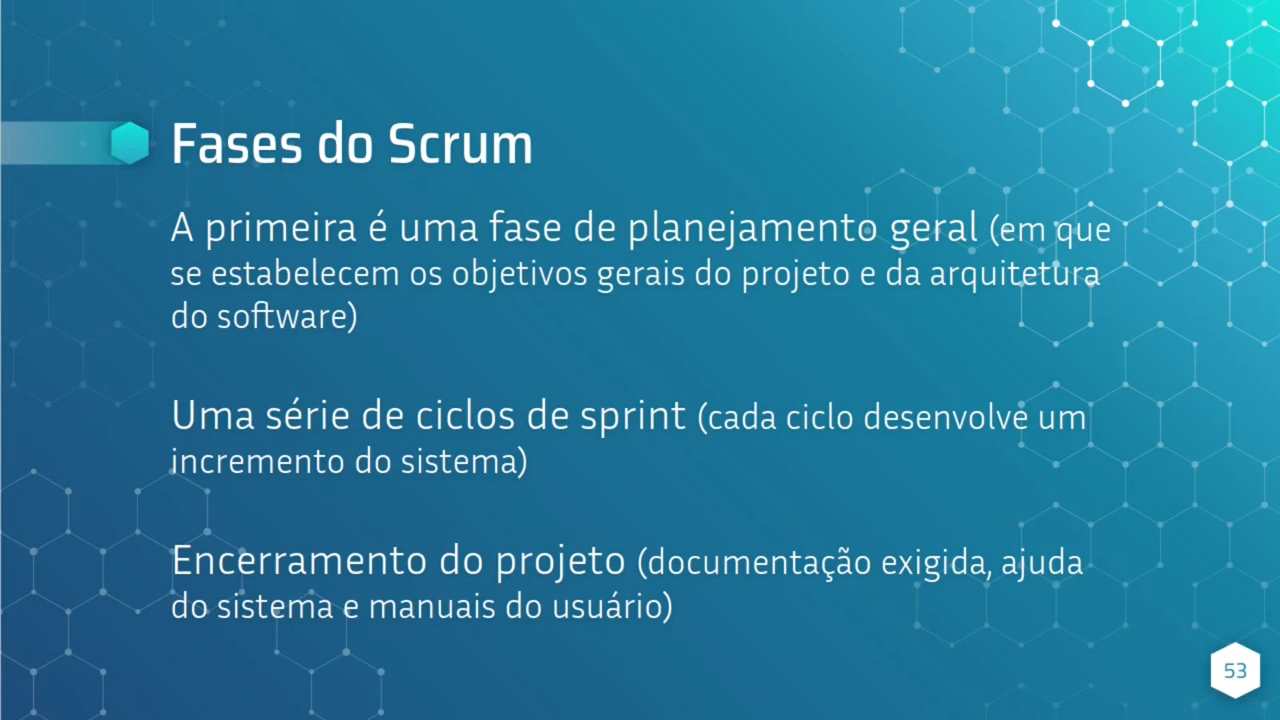 Fases do Scrum
A primeira é uma fase de planejamento geral (em que
se estabelecem os objetivos gerais do projeto e da arquitetura
do software)
Uma série de ciclos de sprint (cada ciclo desenvolve um
incremento do sistema)
Encerramento do projeto (documentação exigida, ajuda
do sistema e manuais do usuário)
53